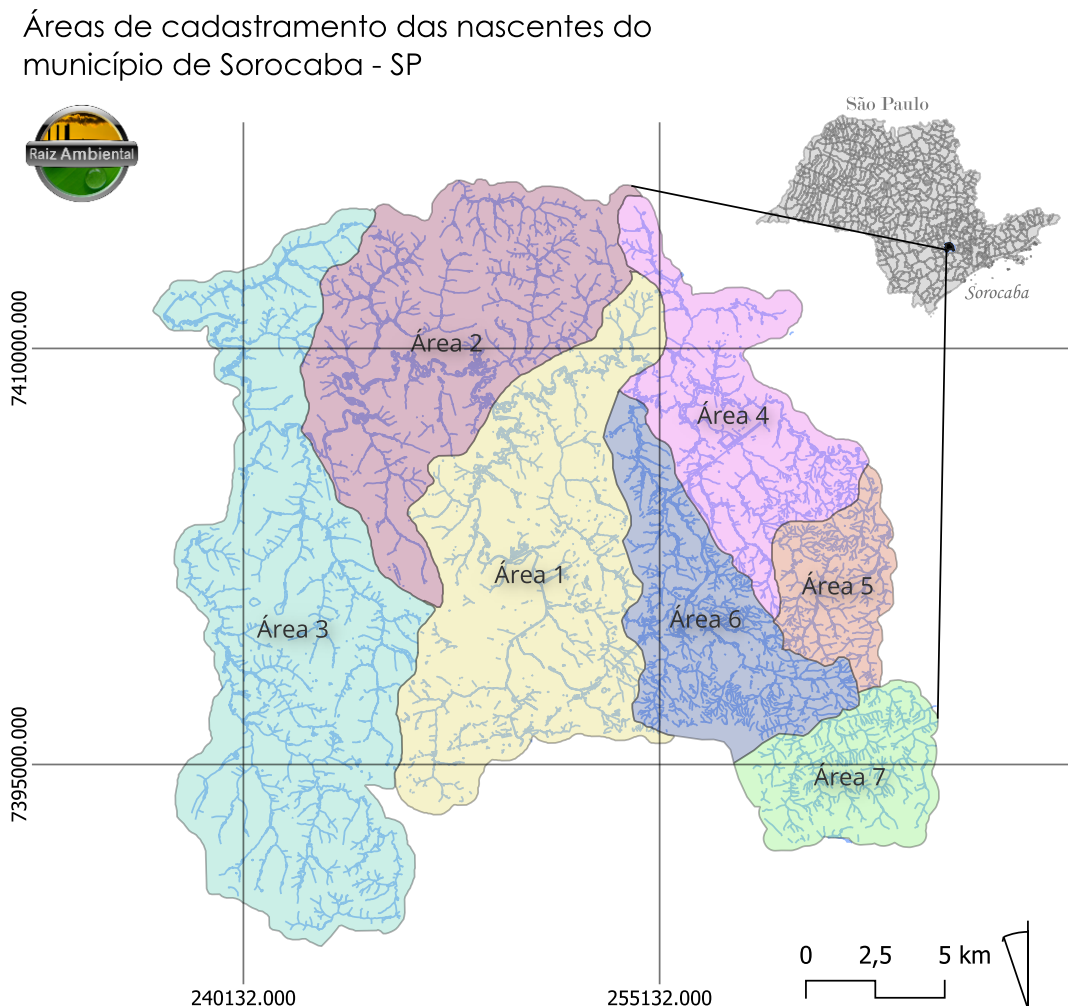 Áreas de cadastramento das nascentes do
município de Sorocaba - SP
Raiz Ambiental
São Paulo
Sorocaba
7410000.000
Área 2
Área 4
Área 1
Área 5
Área 6
Área 3
7395000.000
Área 7
0 2,5 5 km
240132.000
255132.000